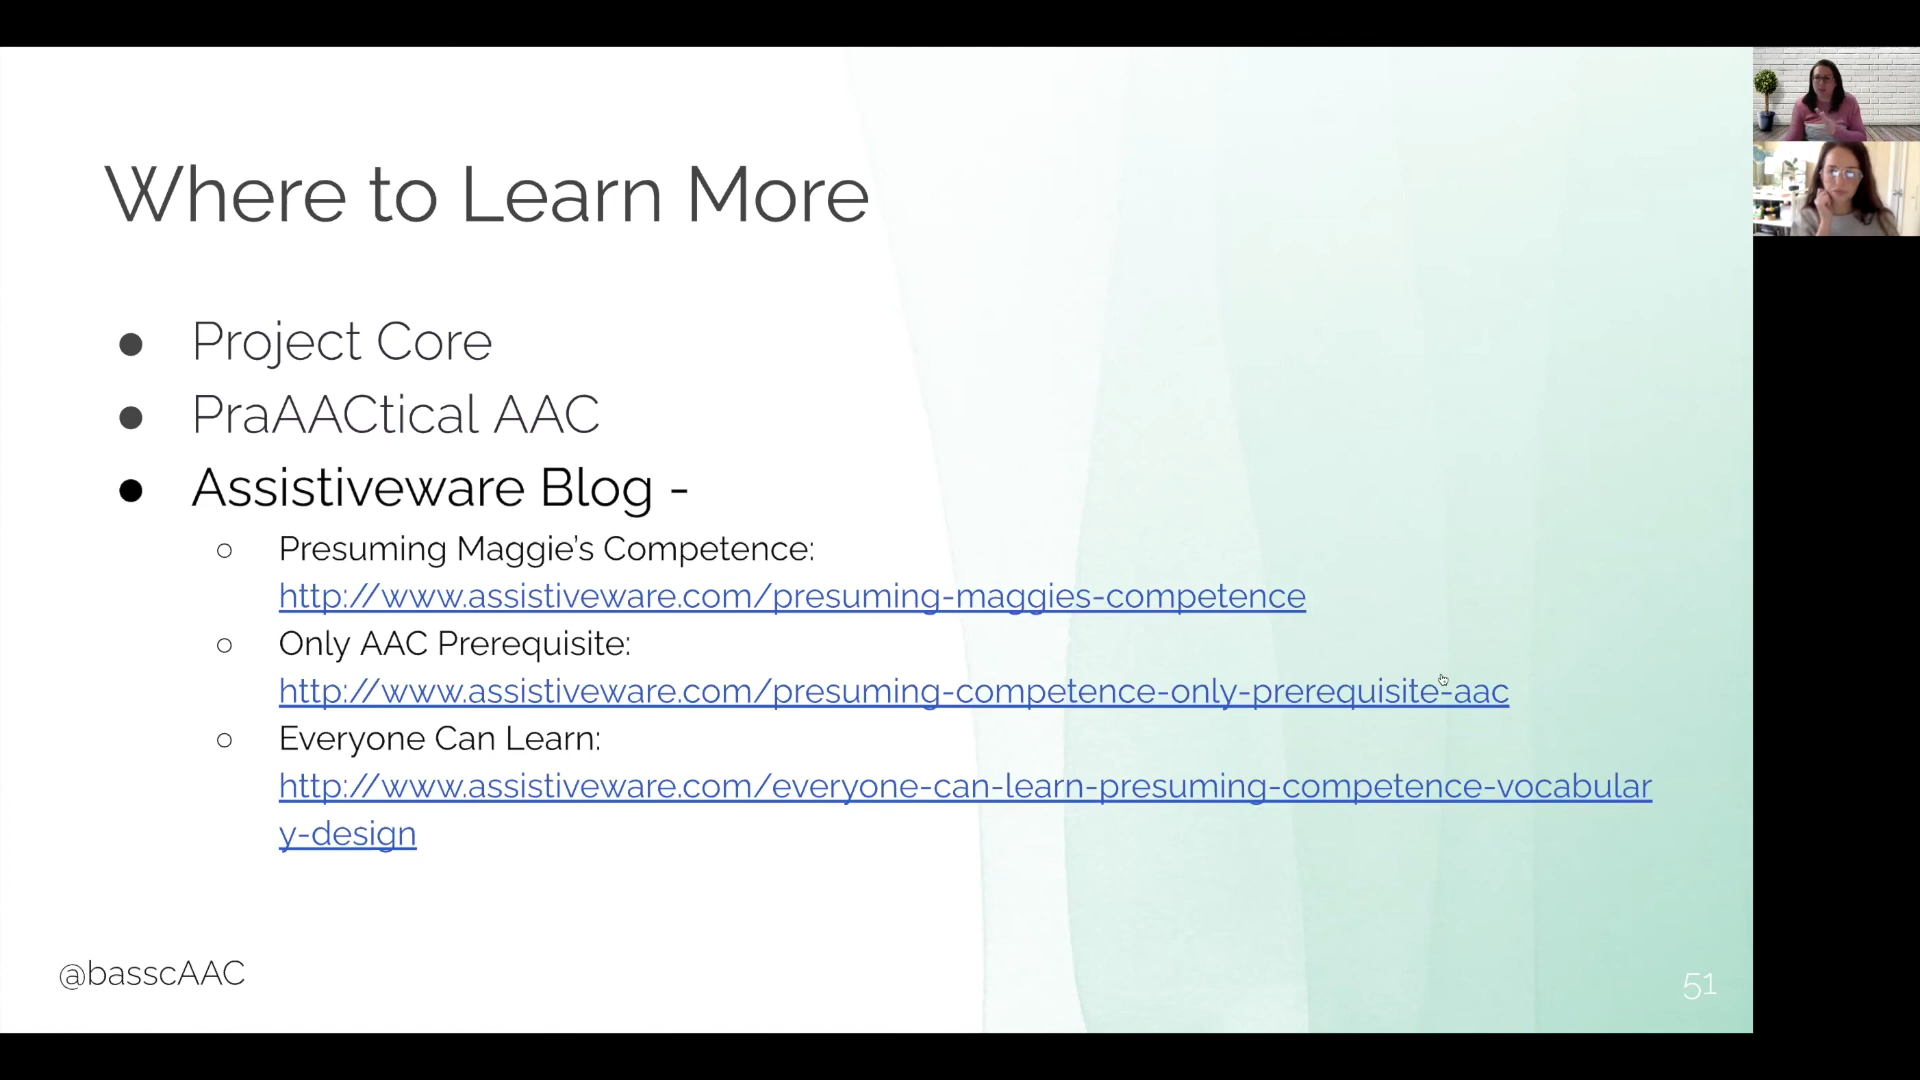 Where to Learn More
● Project Core
● PraAACtical AAC
● Assistiveware Blog -
○ Presuming Maggie's Competence:
http://www.assistiveware.com/presuming-maggies-competence
○ Only AAC Prerequisite:
http://www.assistiveware.com/presuming-competence-only-prerequisite-aac
○ Everyone Can Learn:
http://www.assistiveware.com/everyone-can-learn-presuming-competence-vocabular
y-design
@basscAAC
51